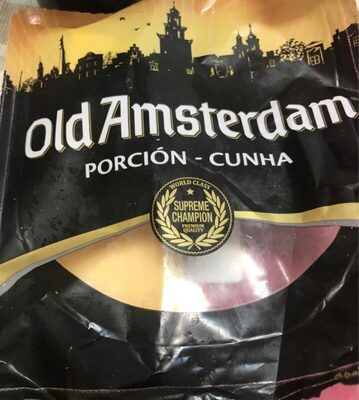 Old Amsterdam
PORCIÓN - CUNHA
WORLD CLASS
SUPREME
CHAMPION
PREMIUM
QUALITY